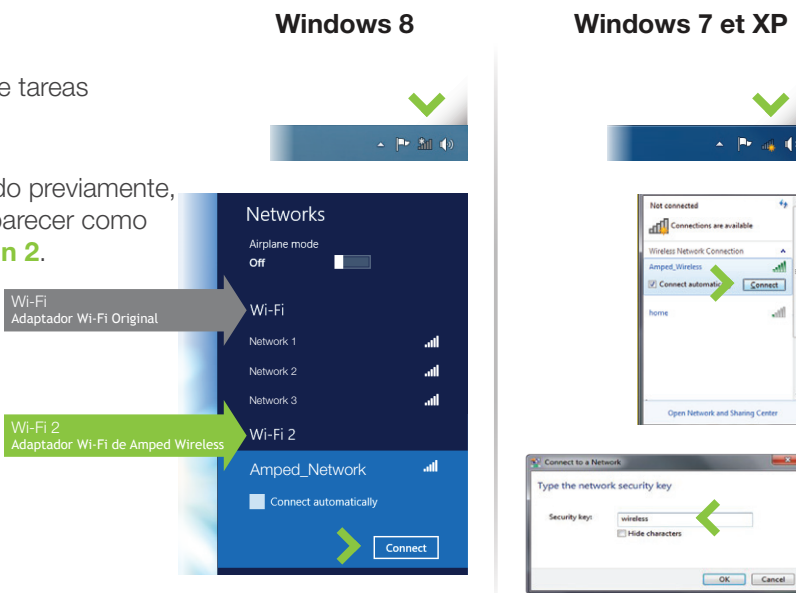 Windows 8
Windows 7 et XP
e tareas
do previamente,
parecer como
n 2.
Wi-Fi
Adaptador Wi-Fi Original
Wi-Fi 2
Adaptador Wi-Fi de Amped Wireless
Networks
Airplane mode
Off
Wi-Fi
Network 1
Network 2
Network 3
Wi-Fi 2
Amped_Network
Connect automatically
Connect
Not connected
Connections are available
Wireless Network Connection
Amped_Wireless
Connect automatic
Connect
home
Open Network and Sharing Center
Connect to a Network
Type the network security key
Security key:
wireless
Hide characters
OK
Cancel